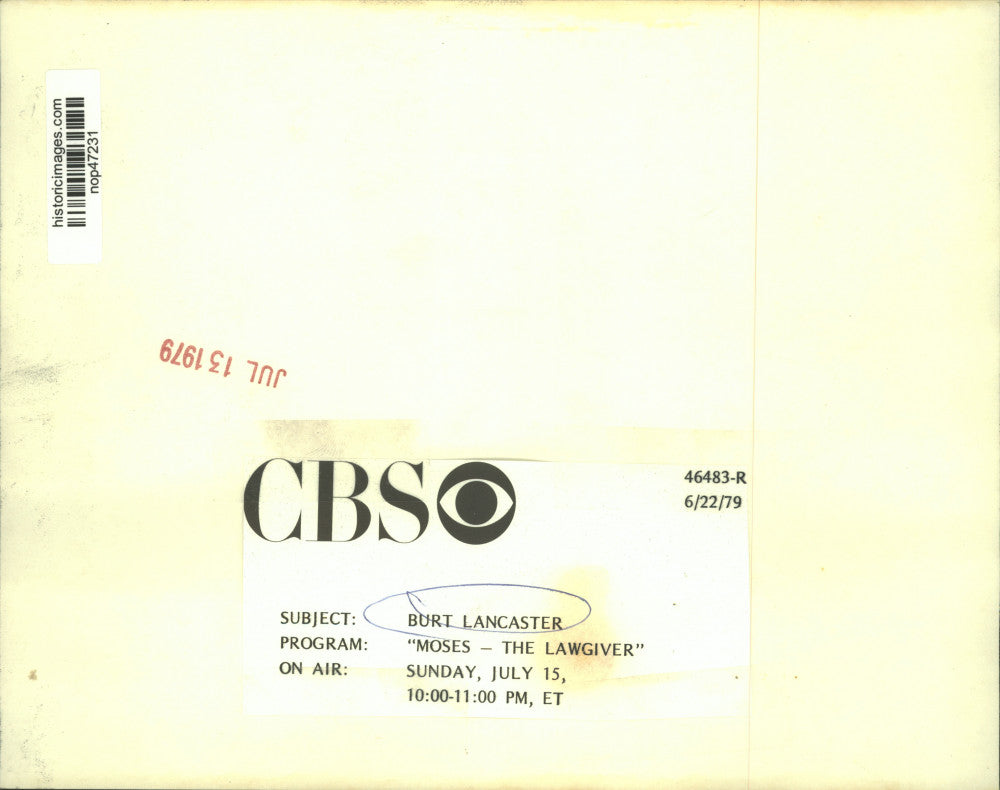 historicimages.com
nop47231
JUL 13 1979
CBS
46483-R
6/22/79
SUBJECT: BURT LANCASTER
PROGRAM: "MOSES – THE LAWGIVER"
ON AIR: SUNDAY, JULY 15,
10:00-11:00 PM, ET